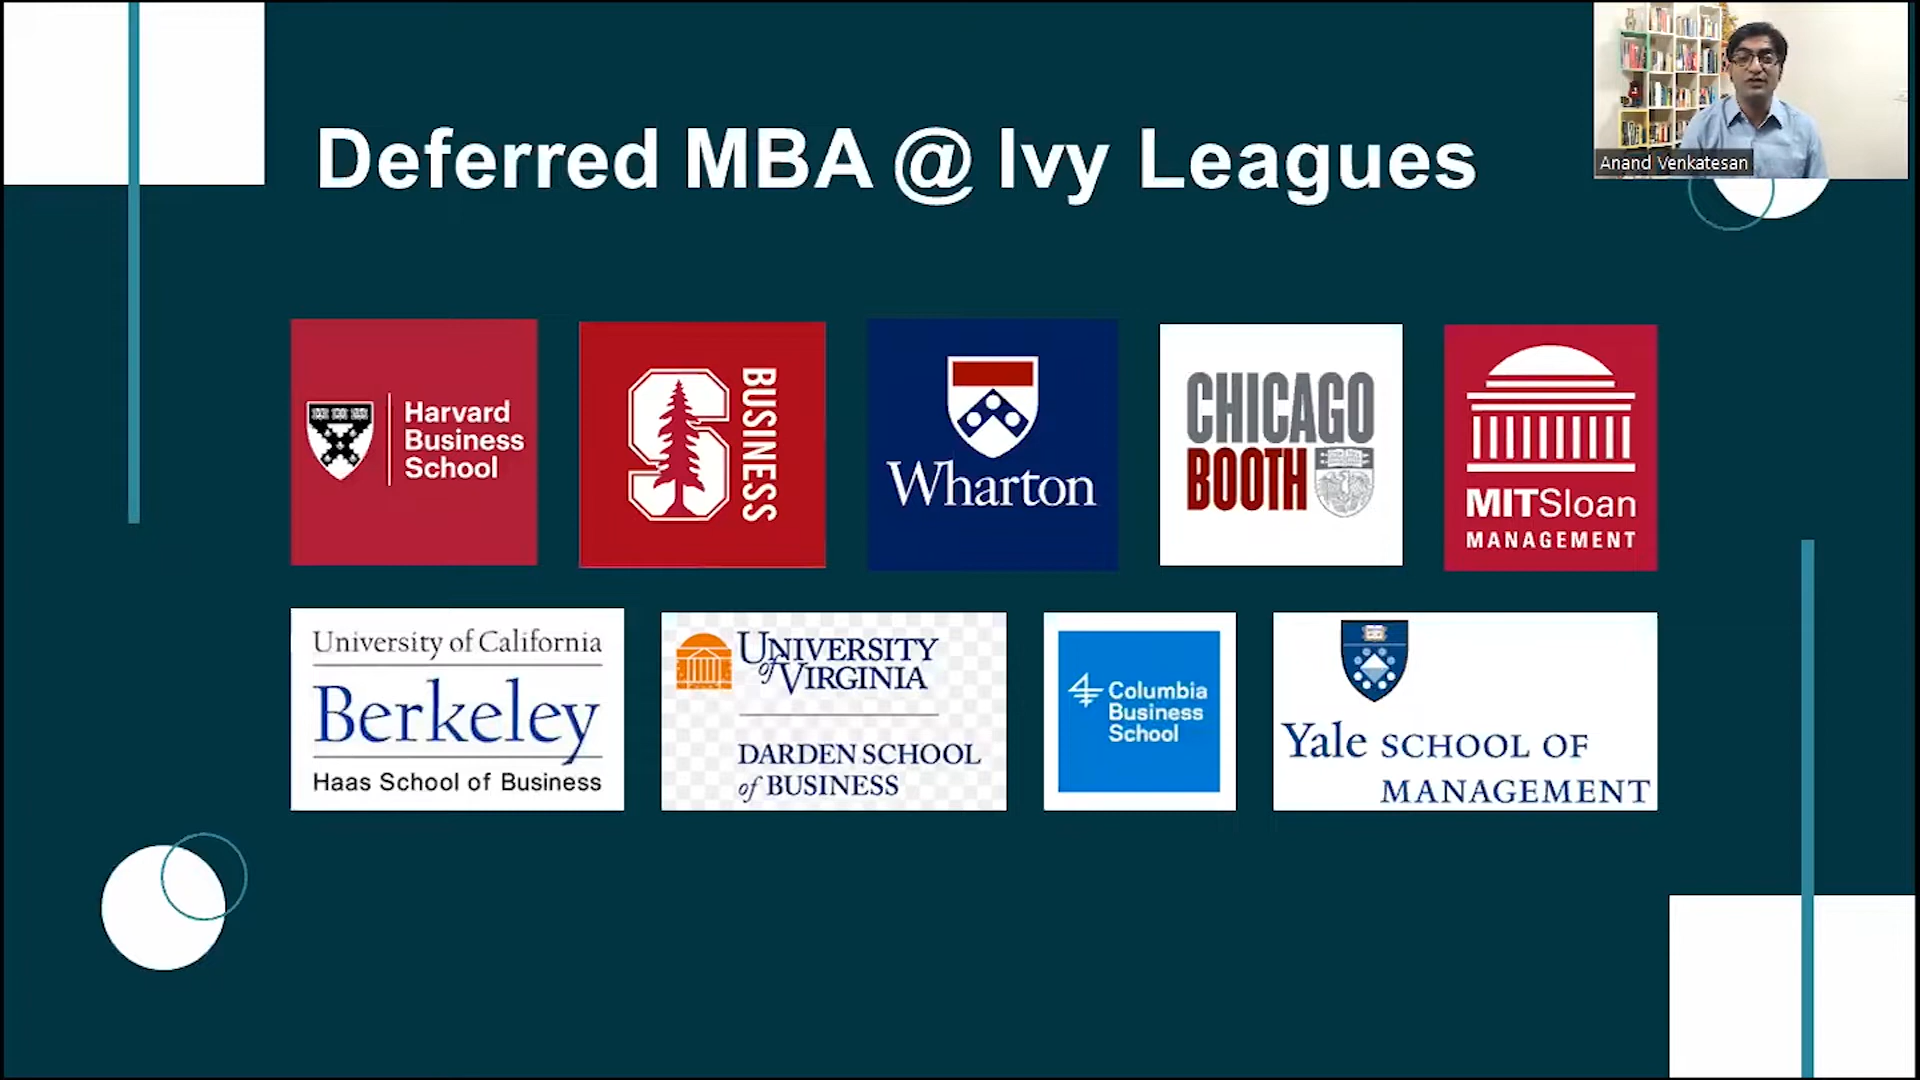 Deferred MBA @ Ivy Leagues
Anand Venkatesan
Harvard
Business
School
BUSINESS
Wharton
CHICAGO
BOOTH
MITSloan
MANAGEMENT
University of California
Berkeley
Haas School of Business
UNIVERSITY
of VIRGINIA
DARDEN SCHOOL
of BUSINESS
Columbia
Business
School
Yale SCHOOL OF
MANAGEMENT